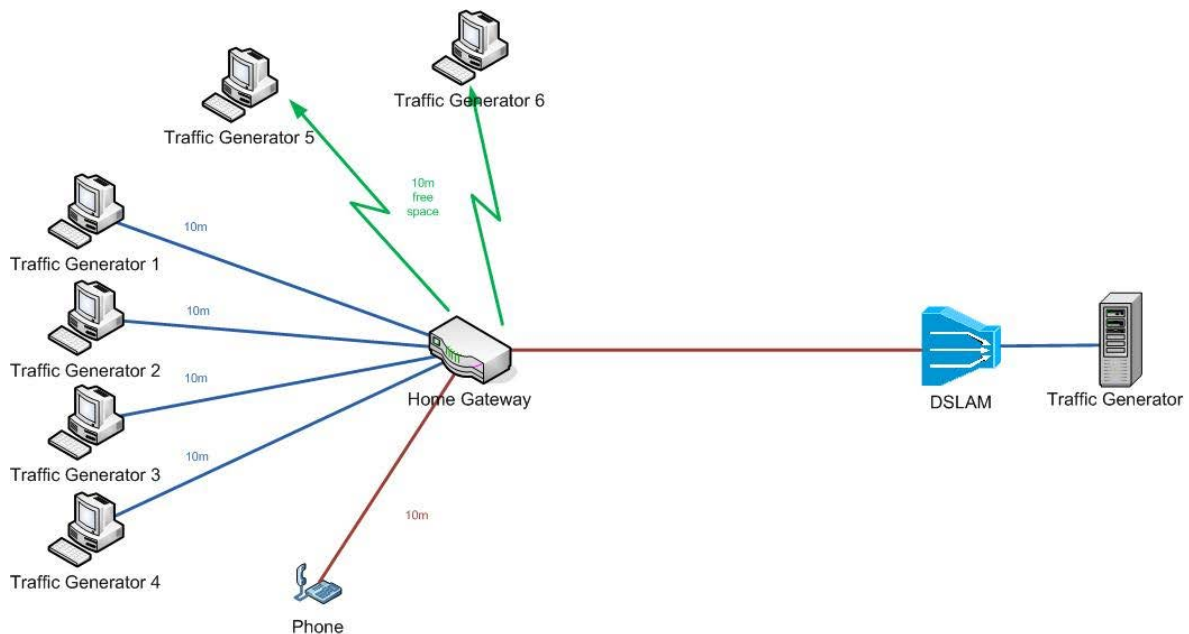 Traffic Generator 6
Traffic Generator 5
10m
free
space
10m
Traffic Generator 1
10m
Traffic Generator 2
10m
Traffic Generator 3
10m
Traffic Generator 4
Home Gateway
DSLAM
Traffic Generator
10m
Phone